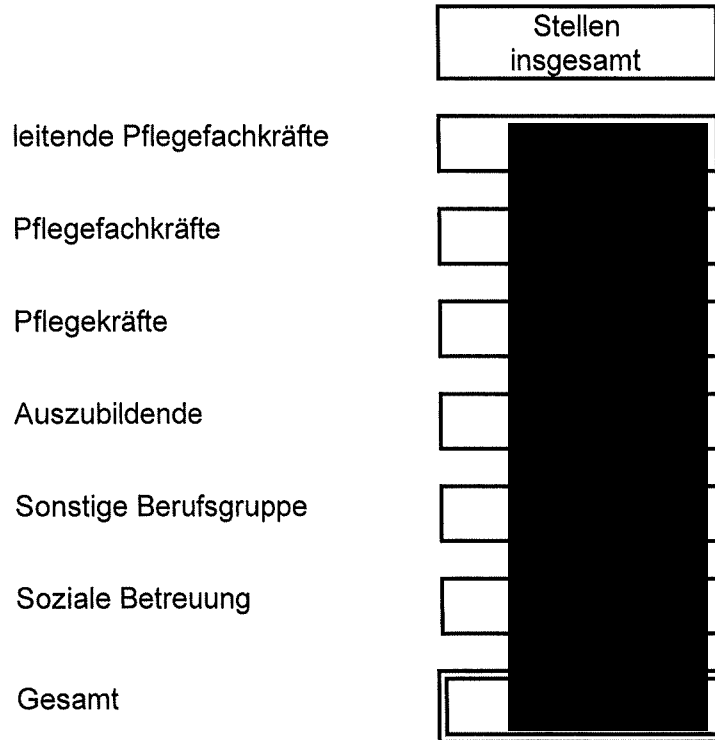 Stellen
insgesamt
leitende Pflegefachkräfte
Pflegefachkräfte
Pflegekräfte
Auszubildende
Sonstige Berufsgruppe
Soziale Betreuung
Gesamt